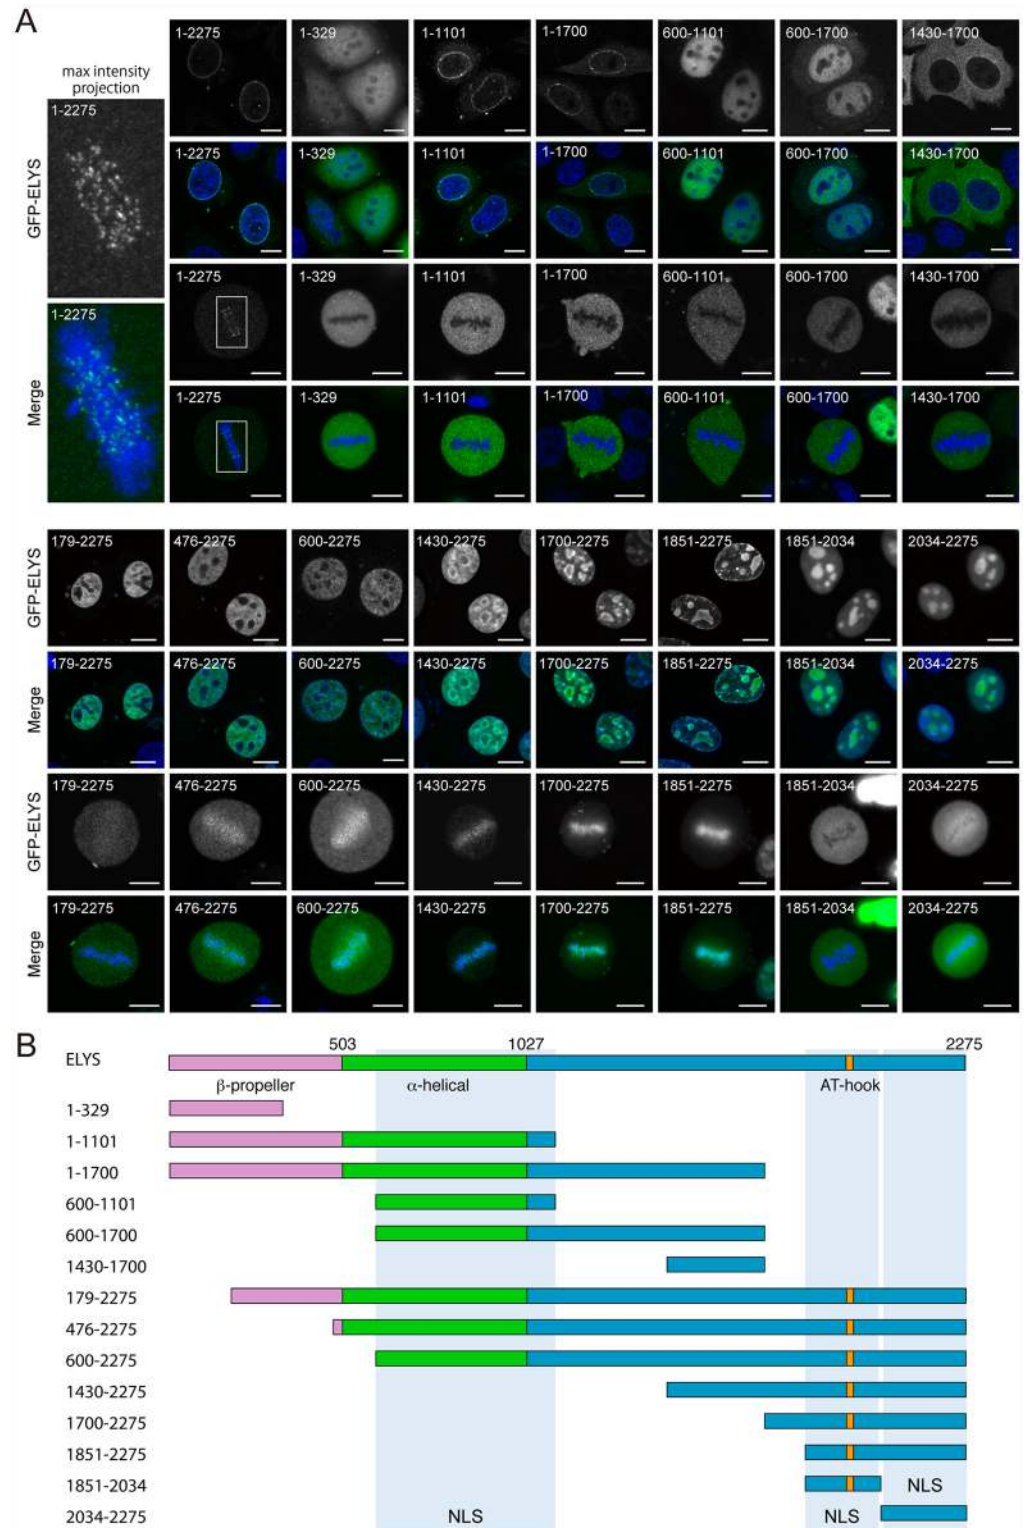 A
max intensity
projection
GFP-ELYS
1-2275
1-2275 1-329 1-1101 1-1700 600-1101 600-1700 1430-1700
1-2275 1-329 1-1101 1-1700 600-1101 600-1700 1430-1700
Merge
1-2275
1-2275 1-329 1-1101 1-1700 600-1101 600-1700 1430-1700
1-2275 1-329 1-1101 1-1700 600-1101 600-1700 1430-1700
GFP-ELYS
179-2275 476-2275 600-2275 1430-2275 1700-2275 1851-2275 1851-2034 2034-2275
Merge
179-2275 476-2275 600-2275 1430-2275 1700-2275 1851-2275 1851-2034 2034-2275
GFP-ELYS
179-2275 476-2275 600-2275 1430-2275 1700-2275 1851-2275 1851-2034 2034-2275
Merge
179-2275 476-2275 600-2275 1430-2275 1700-2275 1851-2275 1851-2034 2034-2275
B
503 1027 2275
ELYS
β-propeller α-helical AT-hook
1-329
1-1101
1-1700
600-1101
600-1700
1430-1700
179-2275
476-2275
600-2275
1430-2275
1700-2275
1851-2275
1851-2034 NLS
2034-2275 NLS NLS